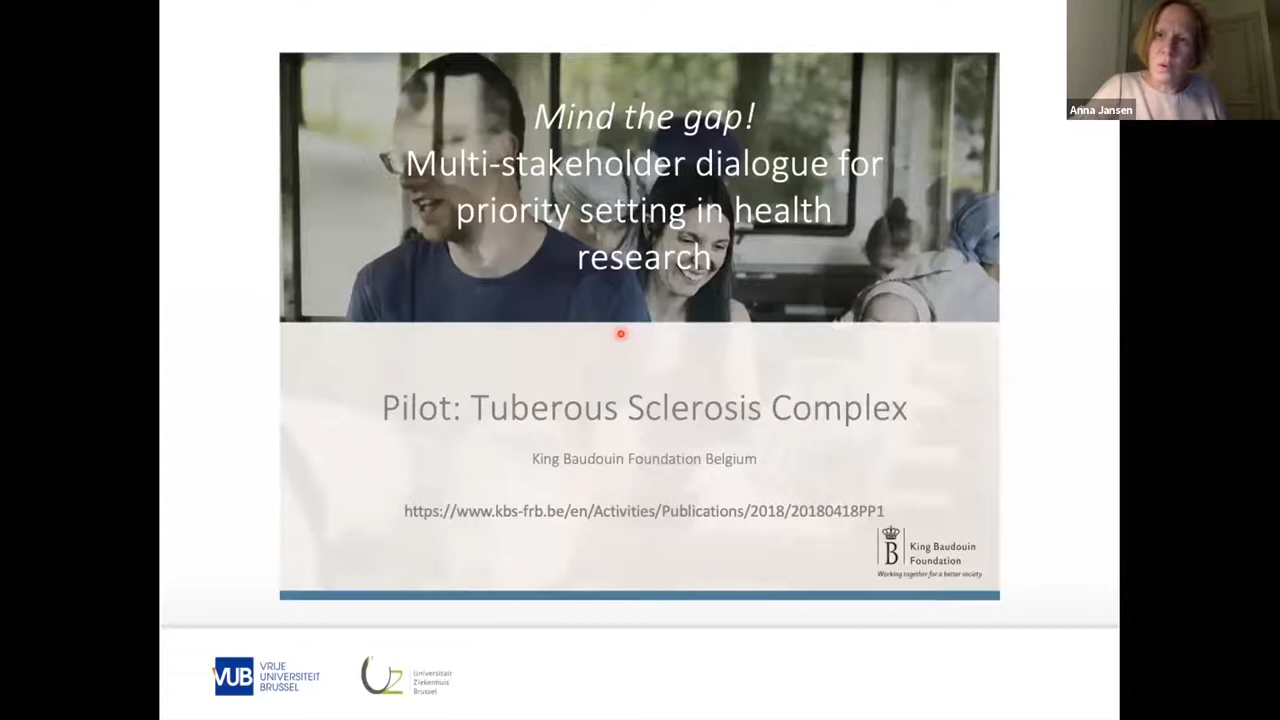 Anna Jansen
Mind the gap!
Multi-stakeholder dialogue for
priority setting in health
research
Pilot: Tuberous Sclerosis Complex
King Baudouin Foundation Belgium
https://www.kbs-frb.be/en/Activities/Publications/2018/20180418PP1
B
King Baudouin
Foundation
Working together for a better society
VUB
VRIJE
UNIVERSITEIT
BRUSSEL
UZ
Universitair
Ziekenhuis
Brussel